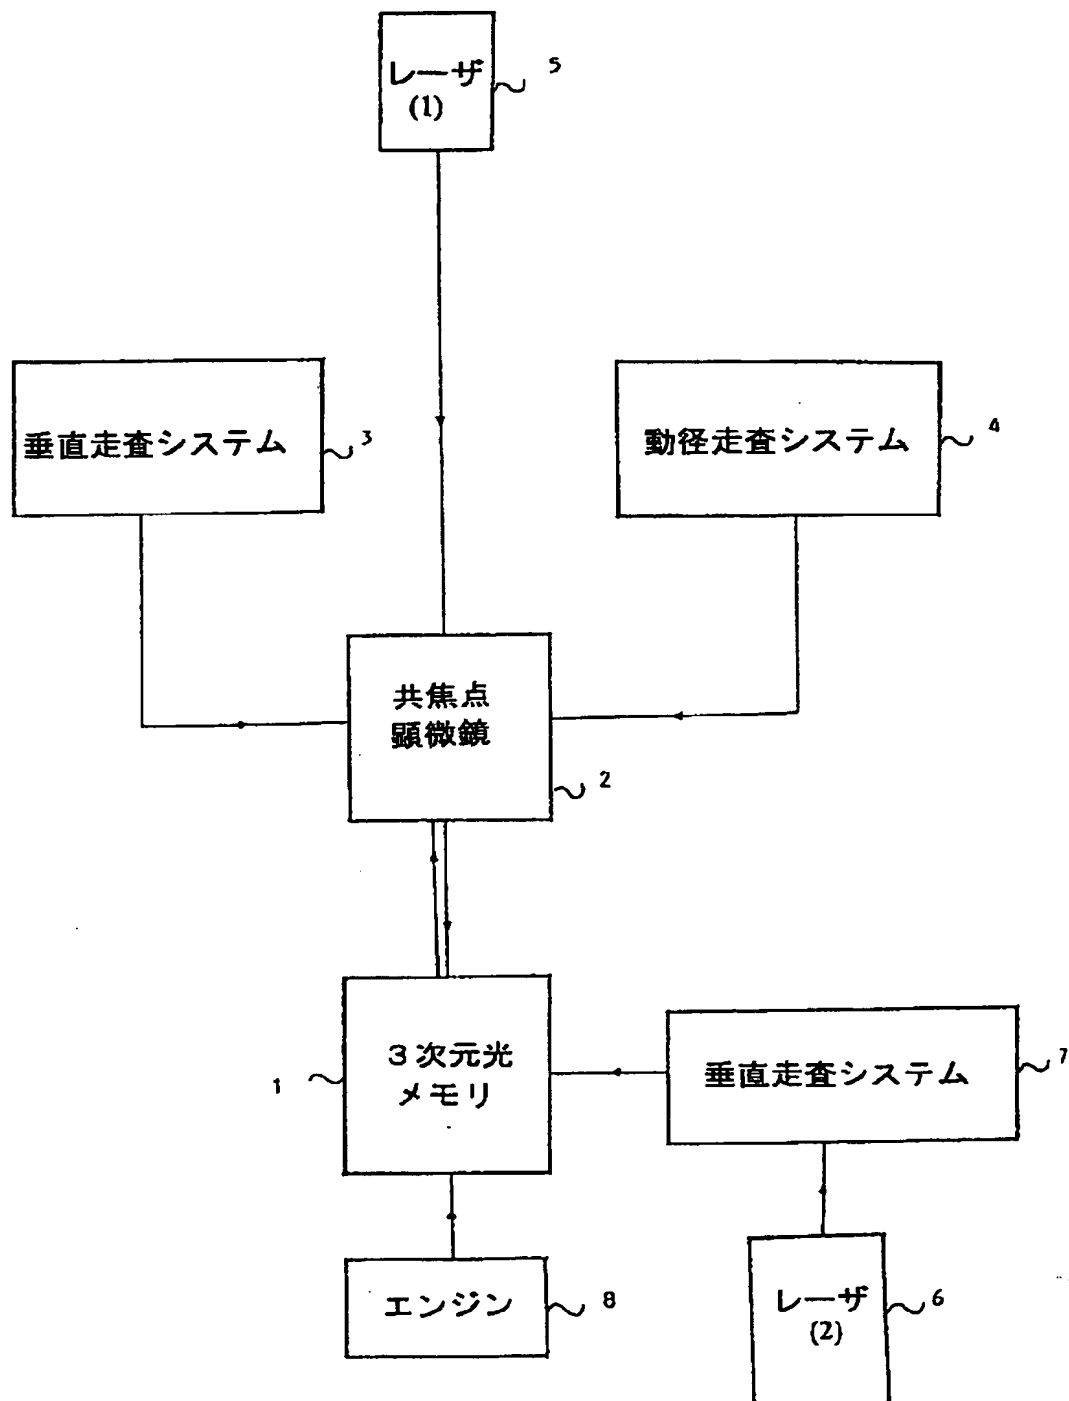 レーザ
(1)
5
垂直走査システム
3
動径走査システム
4
共焦点
顕微鏡
2
3次元光
メモリ
1
垂直走査システム
7
エンジン
8
レーザ
(2)
6